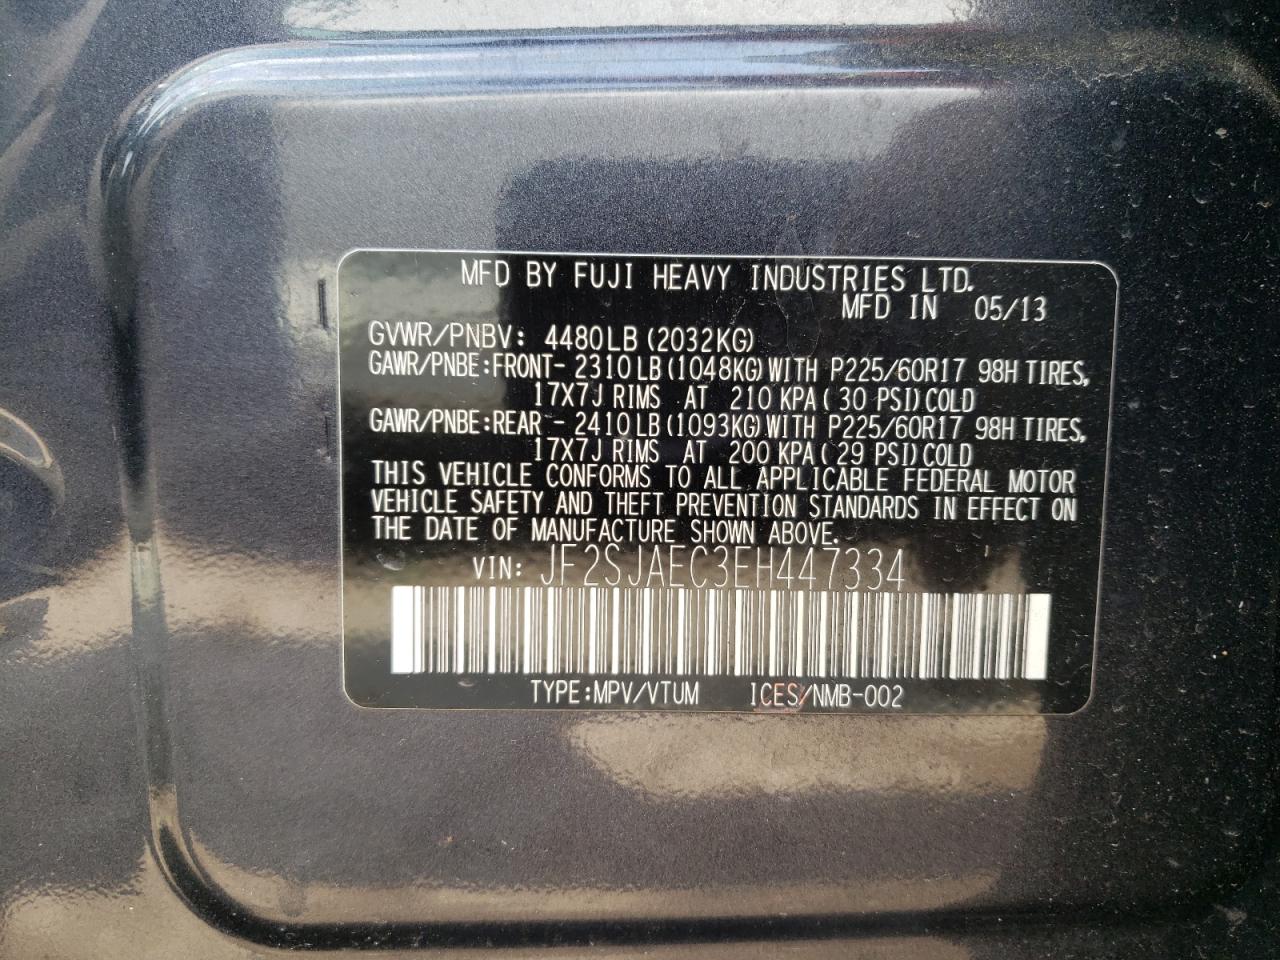 MFD BY FUJI HEAVY INDUSTRIES LTD.
MFD IN 05/13
GVWR/PNBV: 4480LB (2032KG)
GAWR/PNBE:FRONT- 2310LB (1048KG) WITH P225/60R17 98H TIRES,
17X7J RIMS AT 210 KPA( 30 PSI)COLD
GAWR/PNBE:REAR - 2410LB (1093KG) WITH P225/60R17 98H TIRES,
17X7J RIMS AT 200 KPA (29 PSI)COLD
THIS VEHICLE CONFORMS TO ALL APPLICABLE FEDERAL MOTOR
VEHICLE SAFETY AND THEFT PREVENTION STANDARDS IN EFFECT ON
THE DATE OF MANUFACTURE SHOWN ABOVE.
VIN: JF2SJAEC3EH447334
TYPE:MPV/VTUM ICES/NMB-002